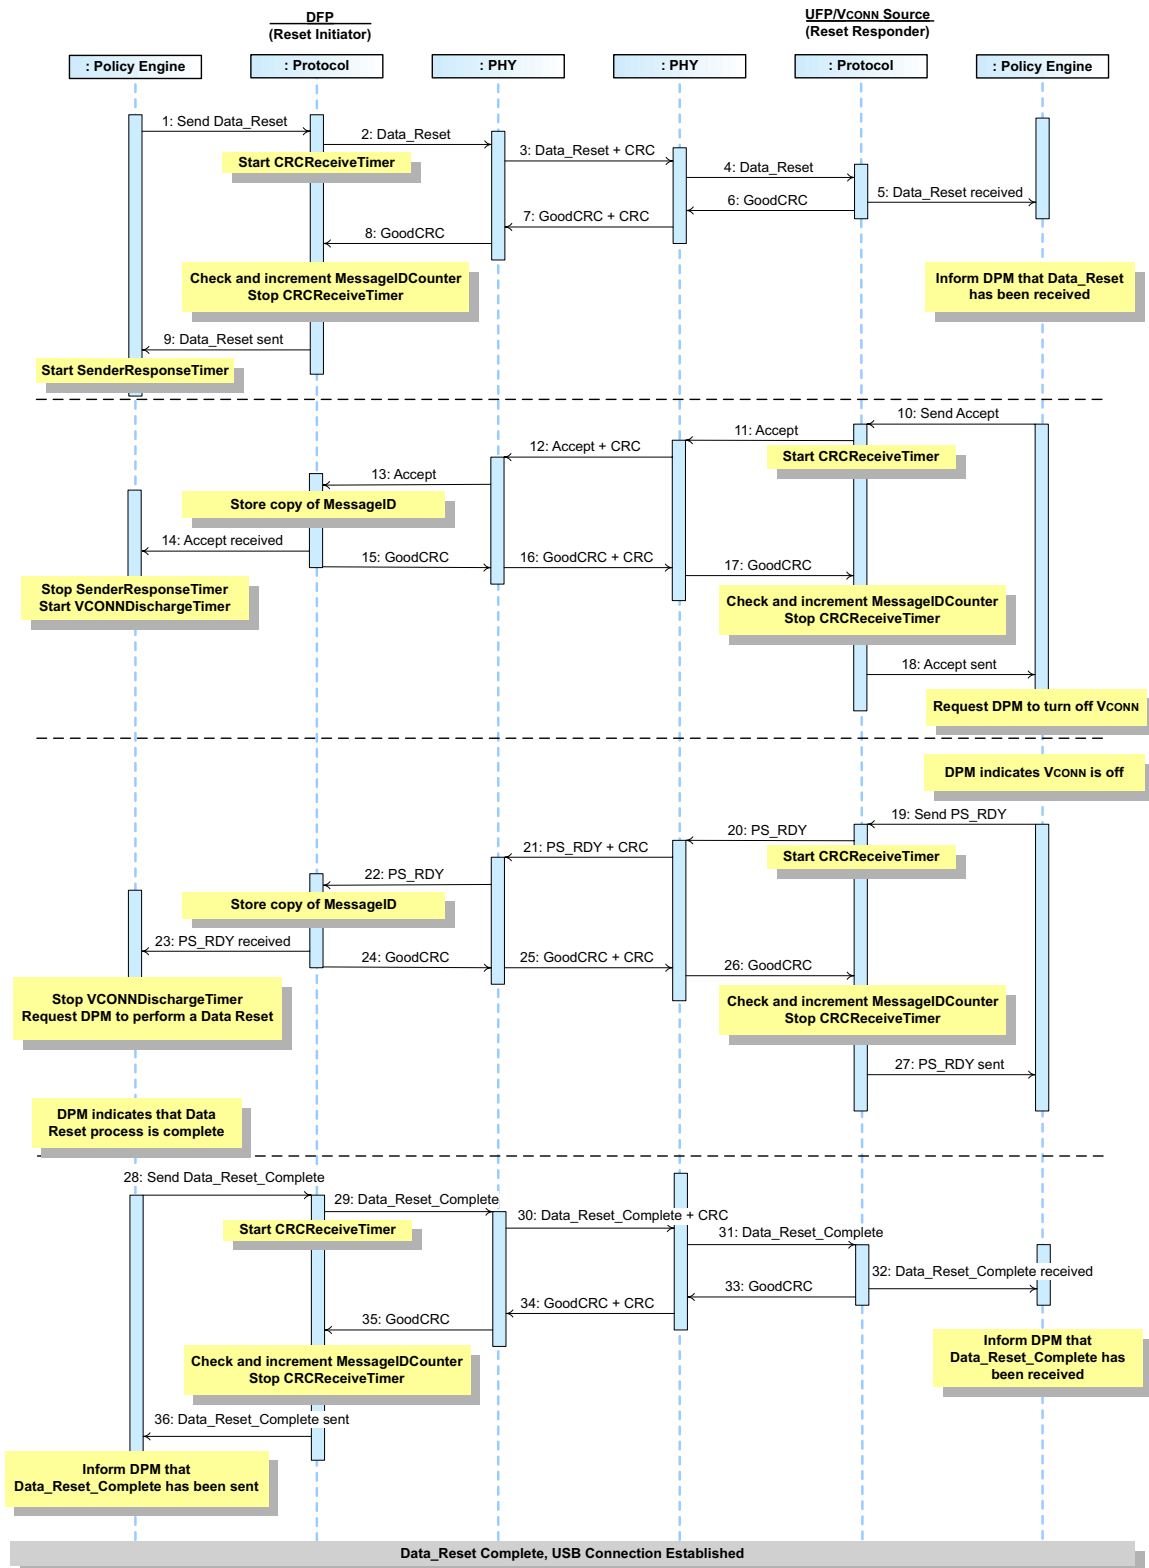 DFP
(Reset Initiator)
UFP/VCONN Source
(Reset Responder)
: Policy Engine
: Protocol
: PHY
: PHY
: Protocol
: Policy Engine
1: Send Data_Reset
2: Data_Reset
Start CRCReceiveTimer
3: Data_Reset + CRC
4: Data_Reset
5: Data_Reset received
6: GoodCRC
7: GoodCRC + CRC
8: GoodCRC
Check and increment MessageIDCounter
Stop CRCReceiveTimer
Inform DPM that Data_Reset
has been received
9: Data_Reset sent
Start SenderResponseTimer
10: Send Accept
11: Accept
Start CRCReceiveTimer
12: Accept + CRC
13: Accept
Store copy of MessageID
14: Accept received
15: GoodCRC
16: GoodCRC + CRC
17: GoodCRC
Stop SenderResponseTimer
Start VCONNDischargeTimer
Check and increment MessageIDCounter
Stop CRCReceiveTimer
18: Accept sent
Request DPM to turn off VCONN
DPM indicates VCONN is off
19: Send PS_RDY
20: PS_RDY
Start CRCReceiveTimer
21: PS_RDY + CRC
22: PS_RDY
Store copy of MessageID
23: PS_RDY received
24: GoodCRC
25: GoodCRC + CRC
26: GoodCRC
Stop VCONNDischargeTimer
Request DPM to perform a Data Reset
Check and increment MessageIDCounter
Stop CRCReceiveTimer
27: PS_RDY sent
DPM indicates that Data
Reset process is complete
28: Send Data_Reset_Complete
29: Data_Reset_Complete
Start CRCReceiveTimer
30: Data_Reset_Complete + CRC
31: Data_Reset_Complete
32: Data_Reset_Complete received
33: GoodCRC
34: GoodCRC + CRC
35: GoodCRC
Check and increment MessageIDCounter
Stop CRCReceiveTimer
Inform DPM that
Data_Reset_Complete has
been received
36: Data_Reset_Complete sent
Inform DPM that
Data_Reset_Complete has been sent
Data_Reset Complete, USB Connection Established